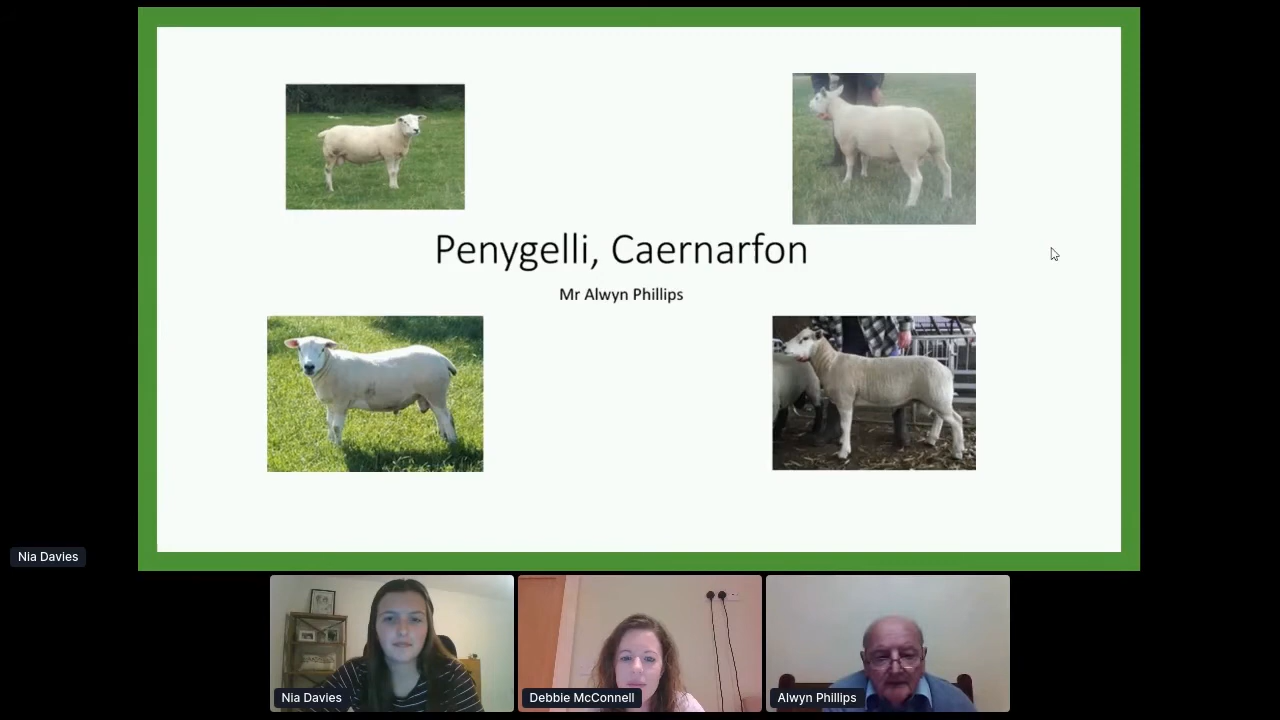 Penygelli, Caernarfon
Mr Alwyn Phillips
Nia Davies
Nia Davies
Debbie McConnell
Alwyn Phillips